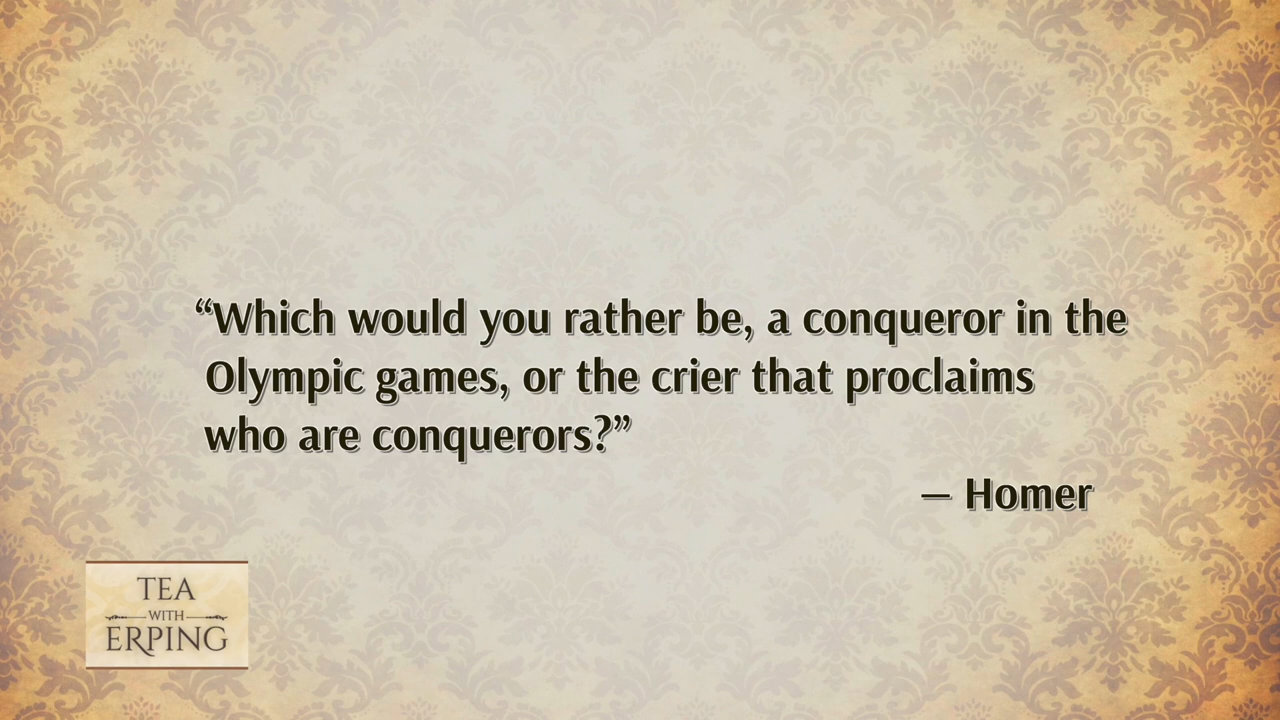 “Which would you rather be, a conqueror in the
Olympic games, or the crier that proclaims
who are conquerors?”
— Homer
TEA
WITH
ERPING